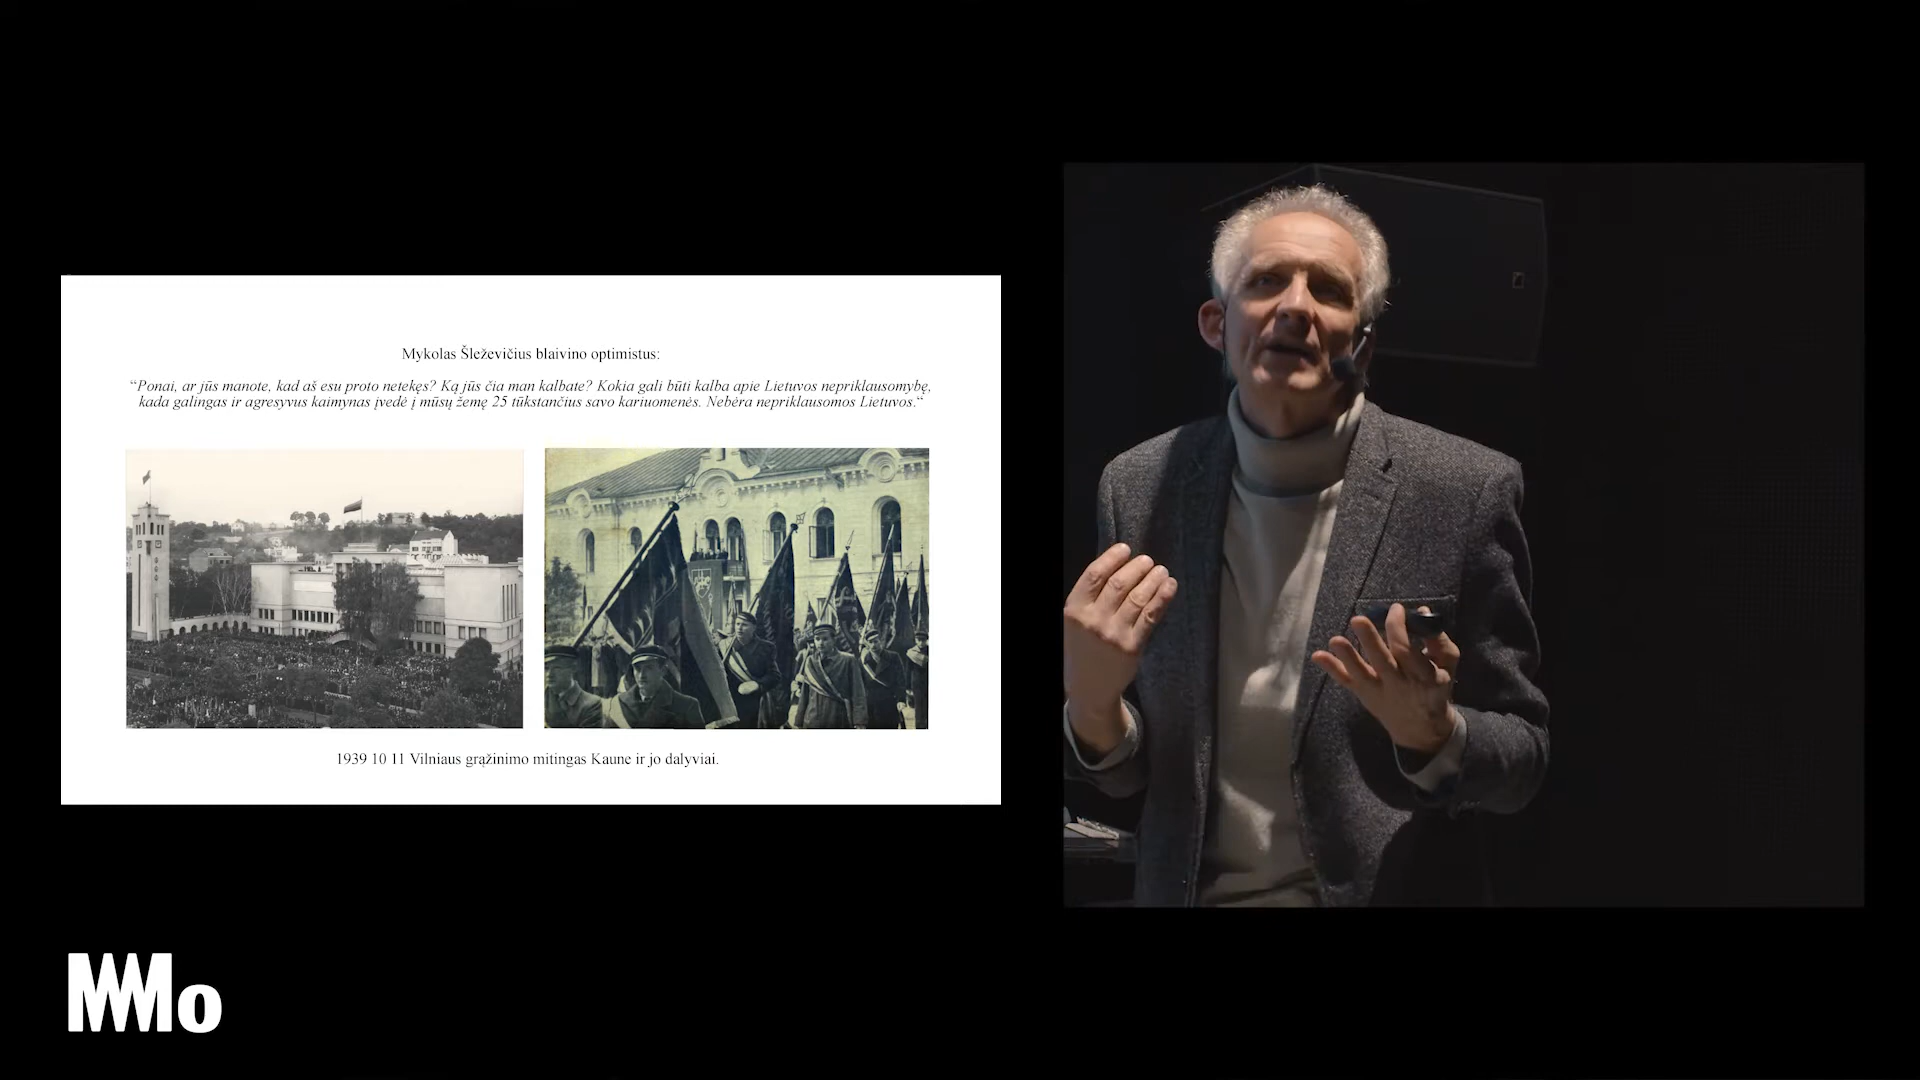 Mykolas Šleževičius blaivino optimistus:
“Ponai, ar jūs manote, kad aš esu proto netekęs? Ką jūs čia man kalbate? Kokia gali būti kalba apie Lietuvos nepriklausomybę,
kada galingas ir agresyvus kaimynas įvedė į mūsų žemę 25 tūkstančius savo kariuomenės. Nebėra nepriklausomos Lietuvos.“
1939 10 11 Vilniaus grąžinimo mitingas Kaune ir jo dalyviai.
MMo